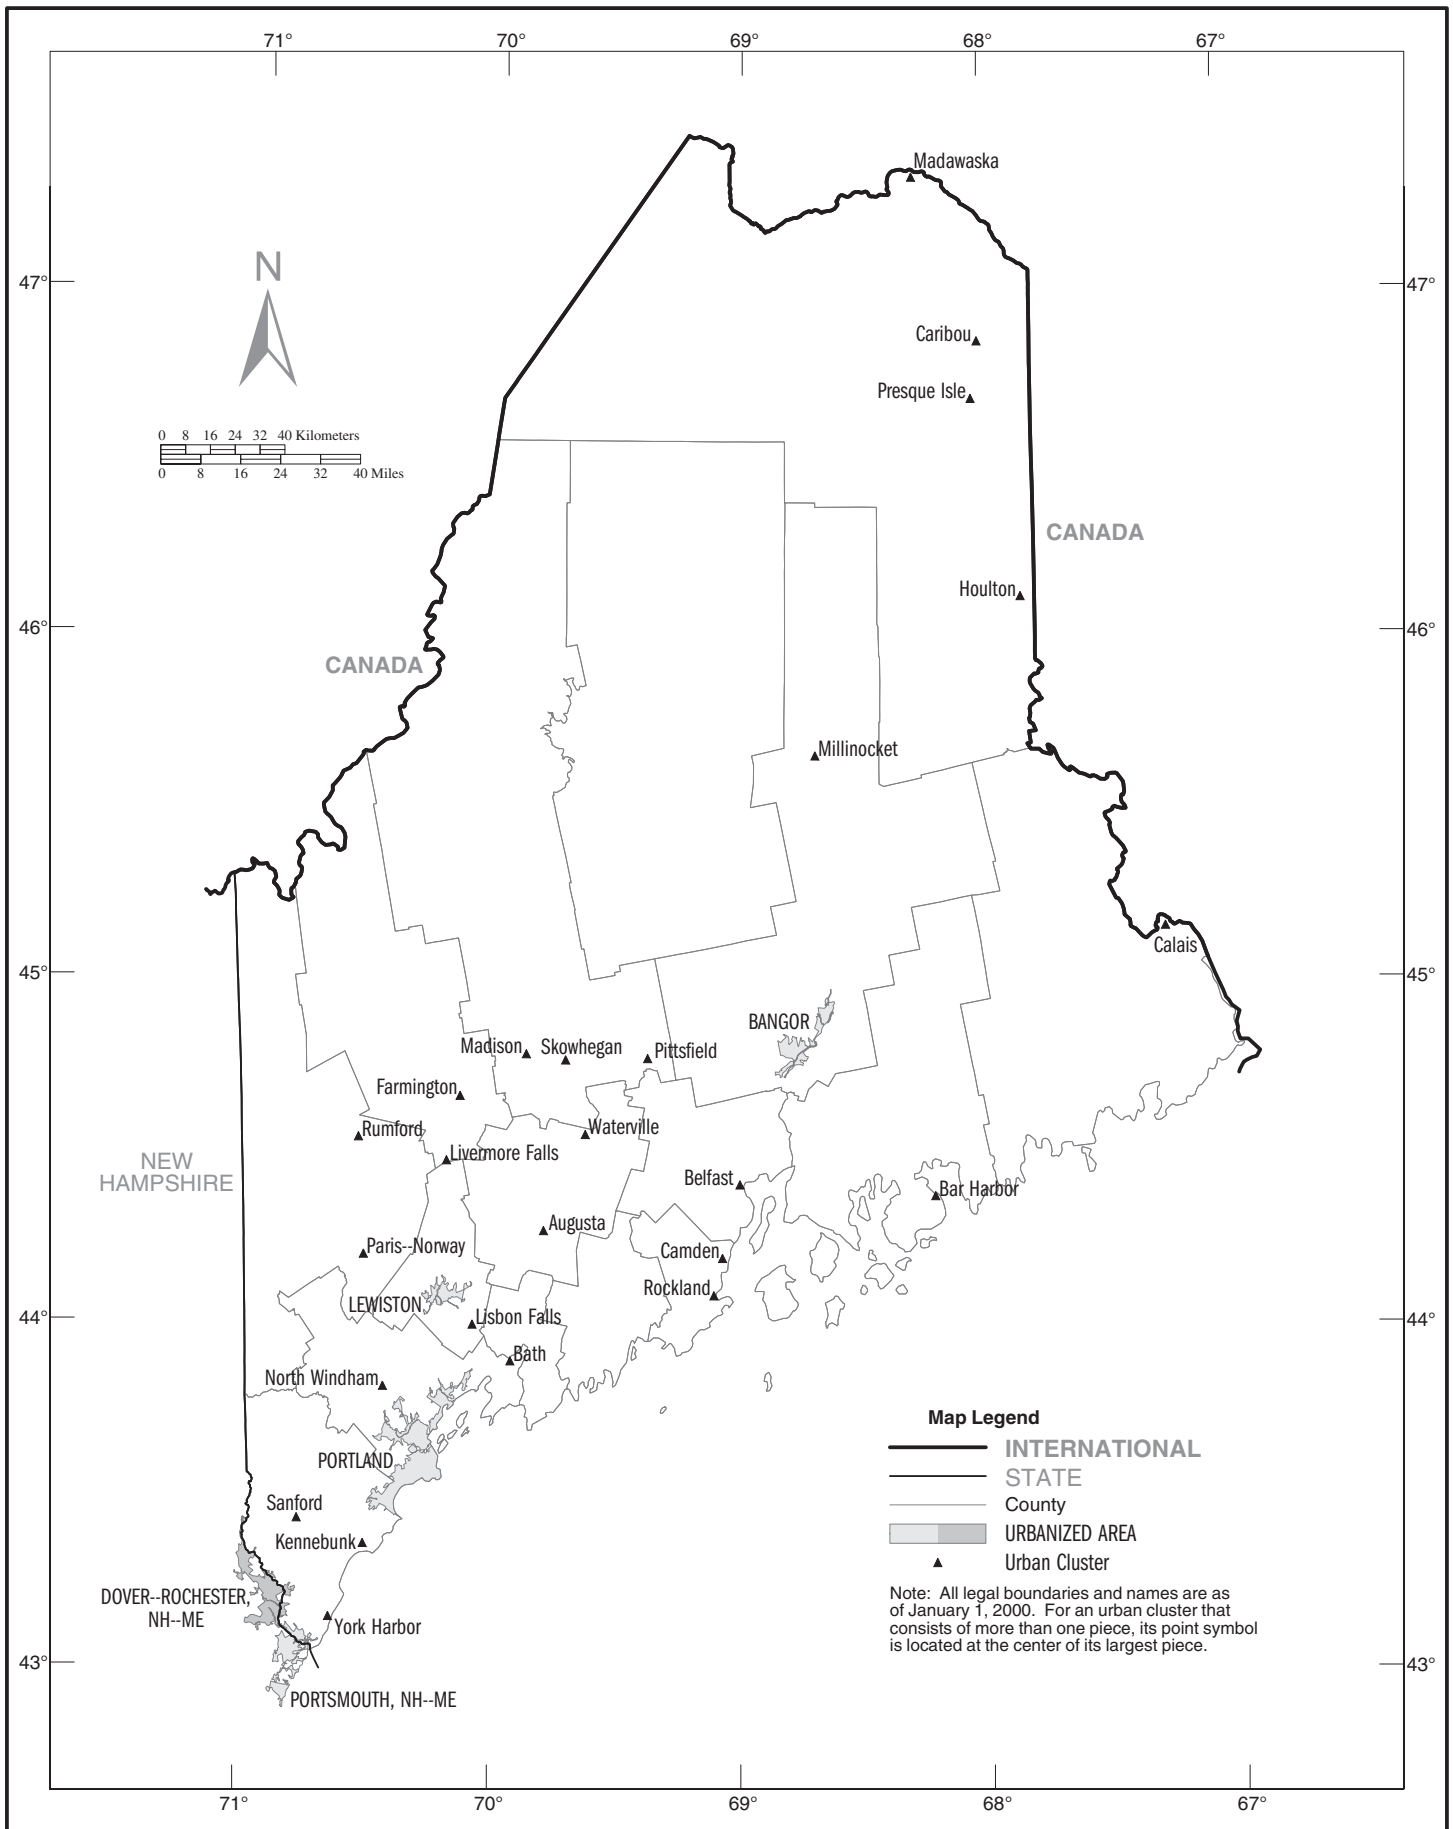 71° 70° 69° 68° 67°
Madawaska
N
47° 47°
Caribou
Presque Isle
0 8 16 24 32 40 Kilometers
0 8 16 24 32 40 Miles
CANADA
Houlton
46° 46°
CANADA
Millinocket
Calais
45° 45°
BANGOR
Madison Skowhegan Pittsfield
Farmington
Rumford
Waterville
Livermore Falls
NEW
HAMPSHIRE
Belfast
Bar Harbor
Augusta
Paris--Norway
Camden
Rockland
LEWISTON
Lisbon Falls
44° 44°
Bath
North Windham
PORTLAND
Sanford
Kennebunk
DOVER--ROCHESTER,
NH--ME
York Harbor
43° 43°
PORTSMOUTH, NH--ME
Map Legend
INTERNATIONAL
STATE
County
URBANIZED AREA
Urban Cluster
Note: All legal boundaries and names are as
of January 1, 2000. For an urban cluster that
consists of more than one piece, its point symbol
is located at the center of its largest piece.
71° 70° 69° 68° 67°